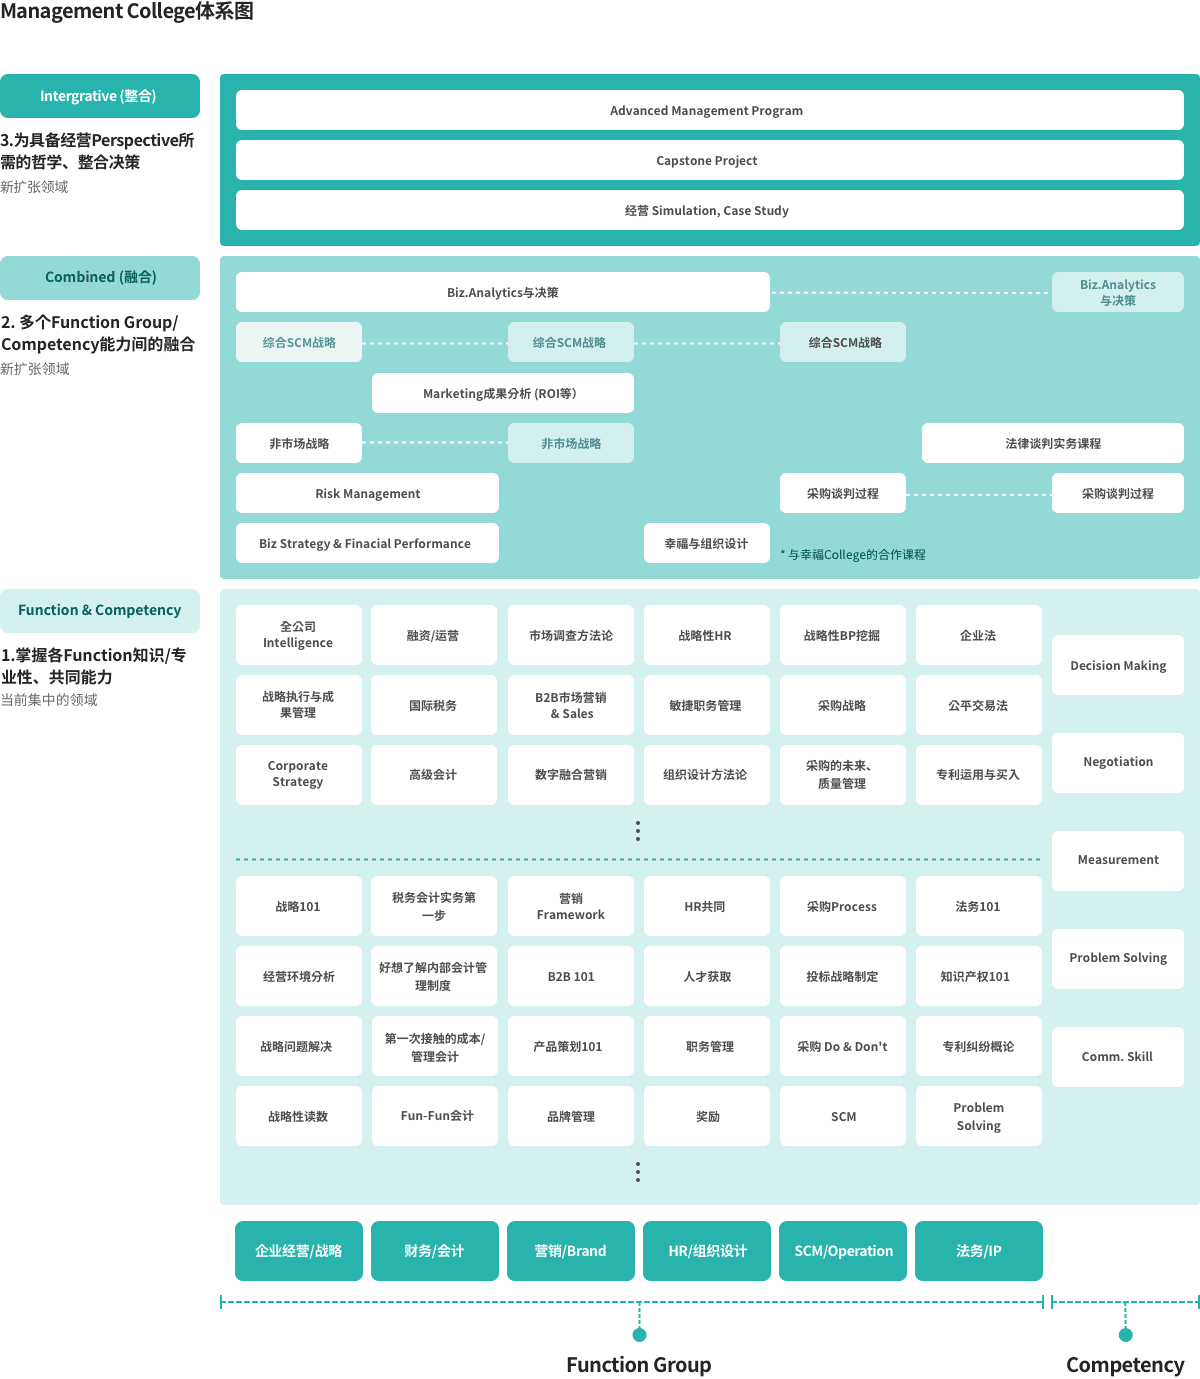 Management College体系图
Intergrative (整合)
3.为具备经营Perspective所
需的哲学、整合决策
新扩张领域
Advanced Management Program
Capstone Project
经营 Simulation, Case Study
Combined (融合)
2. 多个Function Group/
Competency能力间的融合
新扩张领域
Biz.Analytics与决策
Biz.Analytics
与决策
综合SCM战略
综合SCM战略
综合SCM战略
Marketing成果分析 (ROI等)
非市场战略
非市场战略
法律谈判实务课程
Risk Management
采购谈判过程
采购谈判过程
Biz Strategy & Finacial Performance
幸福与组织设计
* 与幸福College的合作课程
Function & Competency
1.掌握各Function知识/专
业性、共同能力
当前集中的领域
全公司
Intelligence
融资/运营
市场调查方法论
战略性HR
战略性BP挖掘
企业法
Decision Making
战略执行与成
果管理
国际税务
B2B市场营销
& Sales
敏捷职务管理
采购战略
公平交易法
Negotiation
Corporate
Strategy
高级会计
数字融合营销
组织设计方法论
采购的未来、
质量管理
专利运用与买入
Measurement
战略101
税务会计实务第
一步
营销
Framework
HR共同
采购Process
法务101
Problem Solving
经营环境分析
好想了解内部会计管
理制度
B2B 101
人才获取
投标战略制定
知识产权101
战略问题解决
第一次接触的成本/
管理会计
产品策划101
职务管理
采购 Do & Don't
专利纠纷概论
Comm. Skill
战略性读数
Fun-Fun会计
品牌管理
奖励
SCM
Problem
Solving
企业经营/战略
财务/会计
营销/Brand
HR/组织设计
SCM/Operation
法务/IP
Function Group
Competency